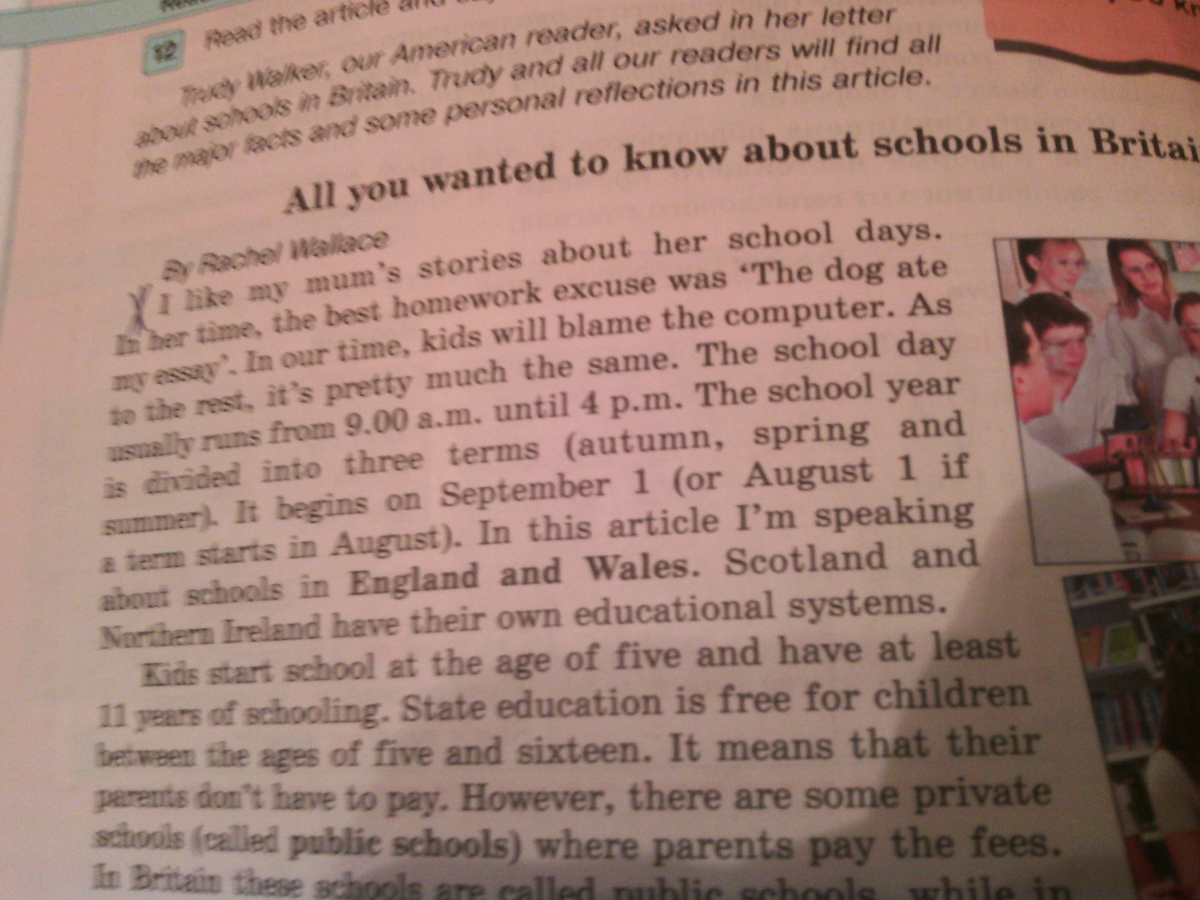 12 Read the article and
Trudy Walker, our American reader, asked in her letter
about schools in Britain. Trudy and all our readers will find all
the major facts and some personal reflections in this article.
All you wanted to know about schools in Britai
By Rachel Wallace
I like my mum's stories about her school days.
In her time, the best homework excuse was 'The dog ate
my essay'. In our time, kids will blame the computer. As
to the rest, it's pretty much the same. The school day
usually runs from 9.00 a.m. until 4 p.m. The school year
is divided into three terms (autumn, spring and
summer). It begins on September 1 (or August 1 if
a term starts in August). In this article I'm speaking
about schools in England and Wales. Scotland and
Northern Ireland have their own educational systems.
Kids start school at the age of five and have at least
11 years of schooling. State education is free for children
between the ages of five and sixteen. It means that their
parents don't have to pay. However, there are some private
schools (called public schools) where parents pay the fees.
In Britain these schools are called public schools, while in